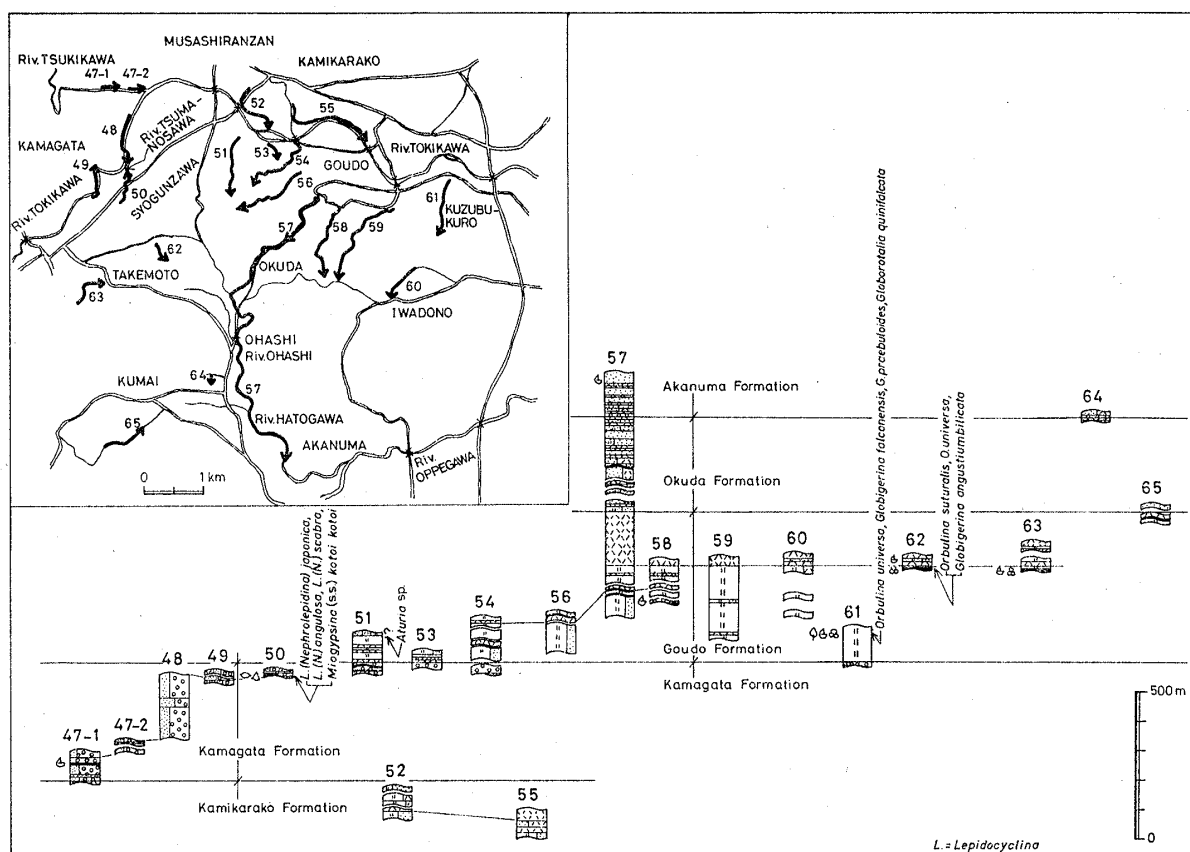 MUSASHIRANZAN
Riv. TSUKIKAWA
47-1
47-2
KAMIKARAKO
48
Riv. TSUMA-
NOSAWA
52
55
KAMAGATA
49
50
51
53
54
GOUDO
Riv. TOKIKAWA
SYOGUNZAWA
56
61
KUZUBU-
KURO
Riv. TOKIKAWA
57
58
59
62
TAKEMOTO
OKUDA
63
60
IWADONO
OHASHI
Riv. OHASHI
64
KUMAI
57
Riv. HATOGAWA
65
AKANUMA
Riv.
OPPEGAWA
0
1 km
57
Akanuma Formation
64
Okuda Formation
65
58
59
60
62
63
Orbulina universa, Globigerina falconensis, G. praebuloides, Globorotalia quinifalcata
Orbulina suturalis, O. universa,
Globigerina angustiumbilicata
61
56
54
51
53
?
Aturia sp.
Goudo Formation
Kamagata Formation
48
49
50
L. (Nephrolepidina) japonica,
L. (N.) angulosa, L. (N.) scabra,
Miogypsina (s.s.) kotoi kotoi
47-1
47-2
Kamagata Formation
Kamikarako Formation
52
55
500 m
0
L. = Lepidocyclina